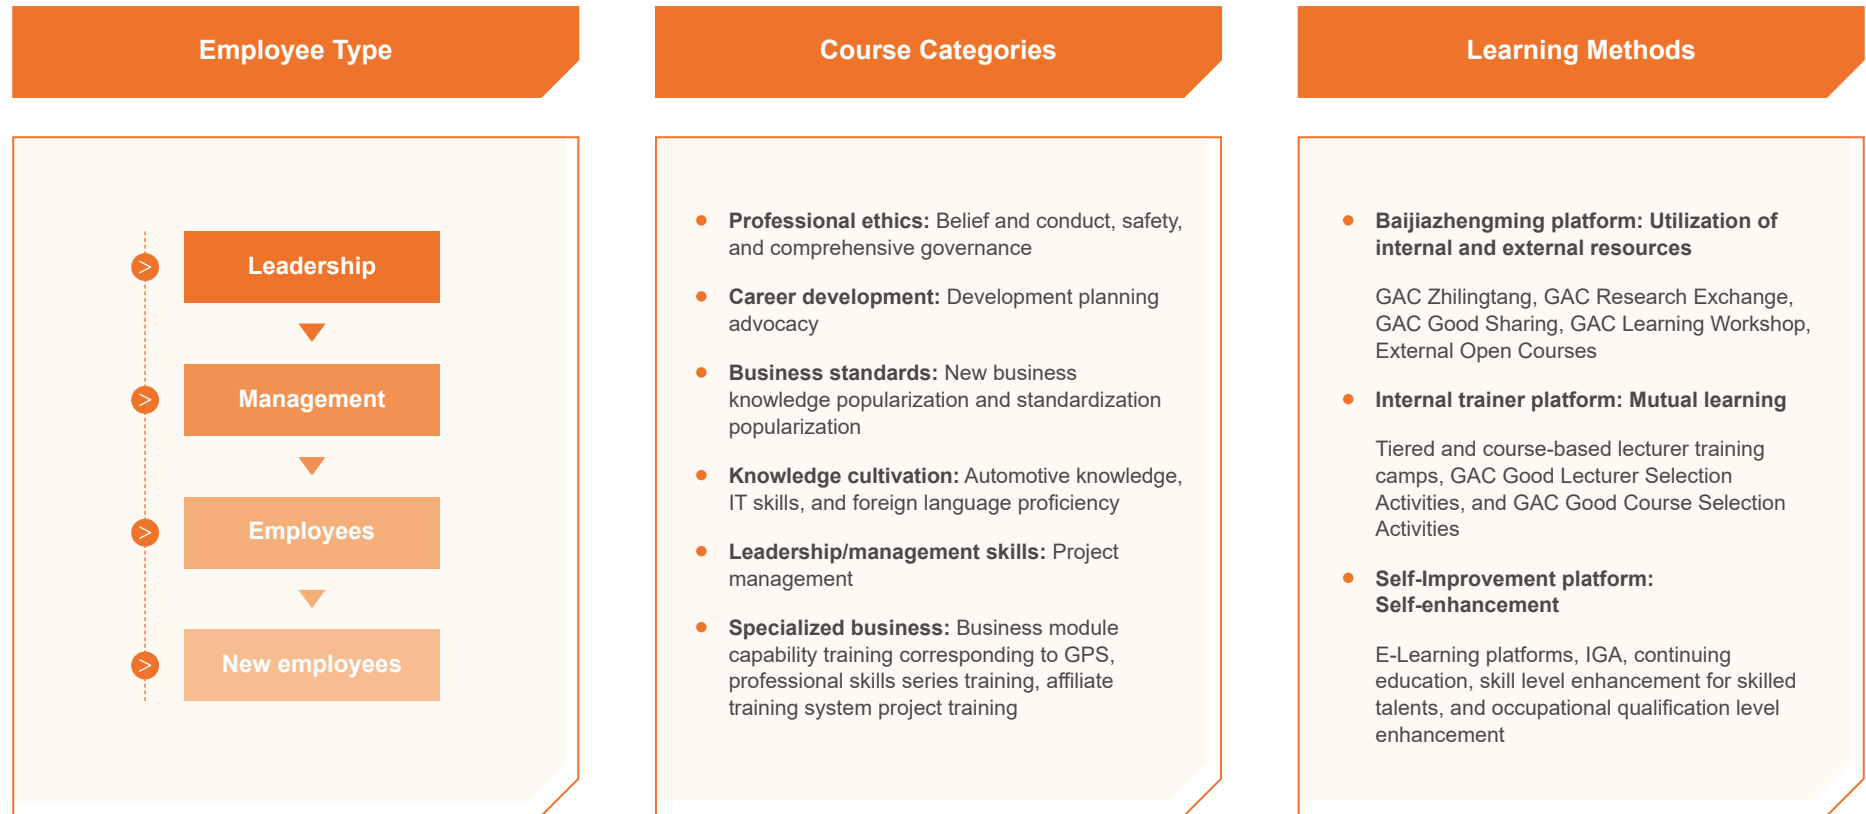 Employee Type
Leadership
Management
Employees
New employees
Course Categories
Professional ethics: Belief and conduct, safety,
and comprehensive governance
Career development: Development planning
advocacy
Business standards: New business
knowledge popularization and standardization
popularization
Knowledge cultivation: Automotive knowledge,
IT skills, and foreign language proficiency
Leadership/management skills: Project
management
Specialized business: Business module
capability training corresponding to GPS,
professional skills series training, affiliate
training system project training
Learning Methods
Baijiazhengming platform: Utilization of
internal and external resources
GAC Zhilingtang, GAC Research Exchange,
GAC Good Sharing, GAC Learning Workshop,
External Open Courses
Internal trainer platform: Mutual learning
Tiered and course-based lecturer training
camps, GAC Good Lecturer Selection
Activities, and GAC Good Course Selection
Activities
Self-Improvement platform:
Self-enhancement
E-Learning platforms, IGA, continuing
education, skill level enhancement for skilled
talents, and occupational qualification level
enhancement